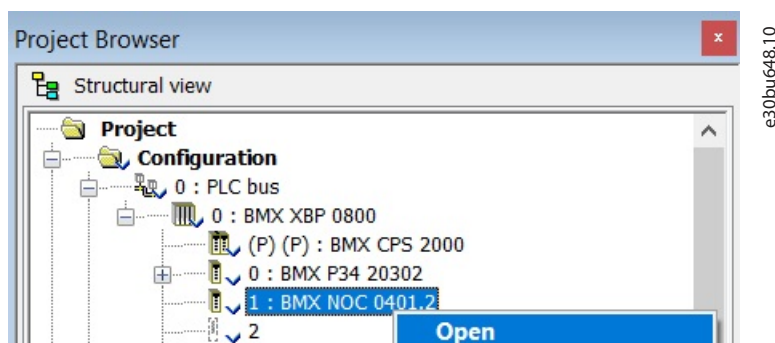 Project Browser
x
Structural view
Project
Configuration
0 : PLC bus
0 : BMX XBP 0800
(P) (P) : BMX CPS 2000
0 : BMX P34 20302
1 : BMX NOC 0401.2
2
Open
e30bu648.10